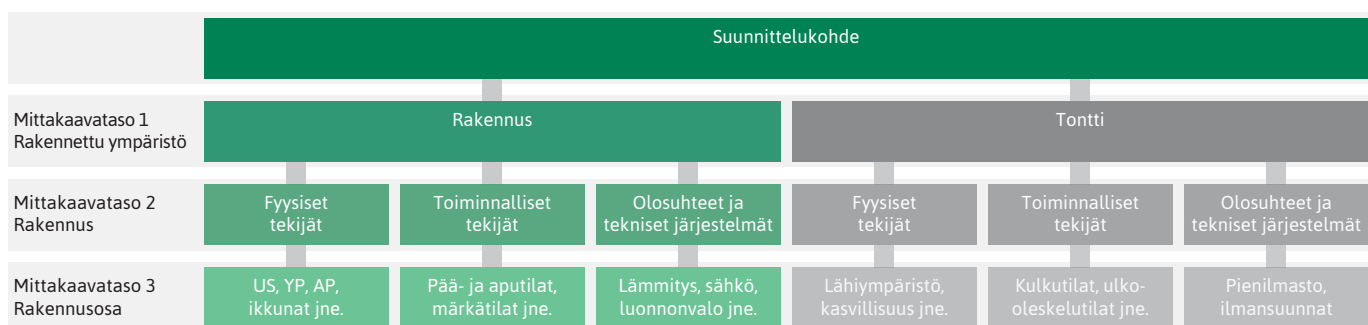 Suunnittelukohde
Mittakaavataso 1
Rakennettu ympäristö
Rakennus
Tontti
Mittakaavataso 2
Rakennus
Fyysiset
tekijät
Toiminnalliset
tekijät
Olosuhteet ja
tekniset järjestelmät
Fyysiset
tekijät
Toiminnalliset
tekijät
Olosuhteet ja
tekniset järjestelmät
Mittakaavataso 3
Rakennusosa
US, YP, AP,
ikkunat jne.
Pää- ja aputilat,
märkätilat jne.
Lämmitys, sähkö,
luonnonvalo jne.
Lähiympäristö,
kasvillisuus jne.
Kulkutilat, ulko-
oleskelutilat jne.
Pienilmasto,
ilmansuunnat